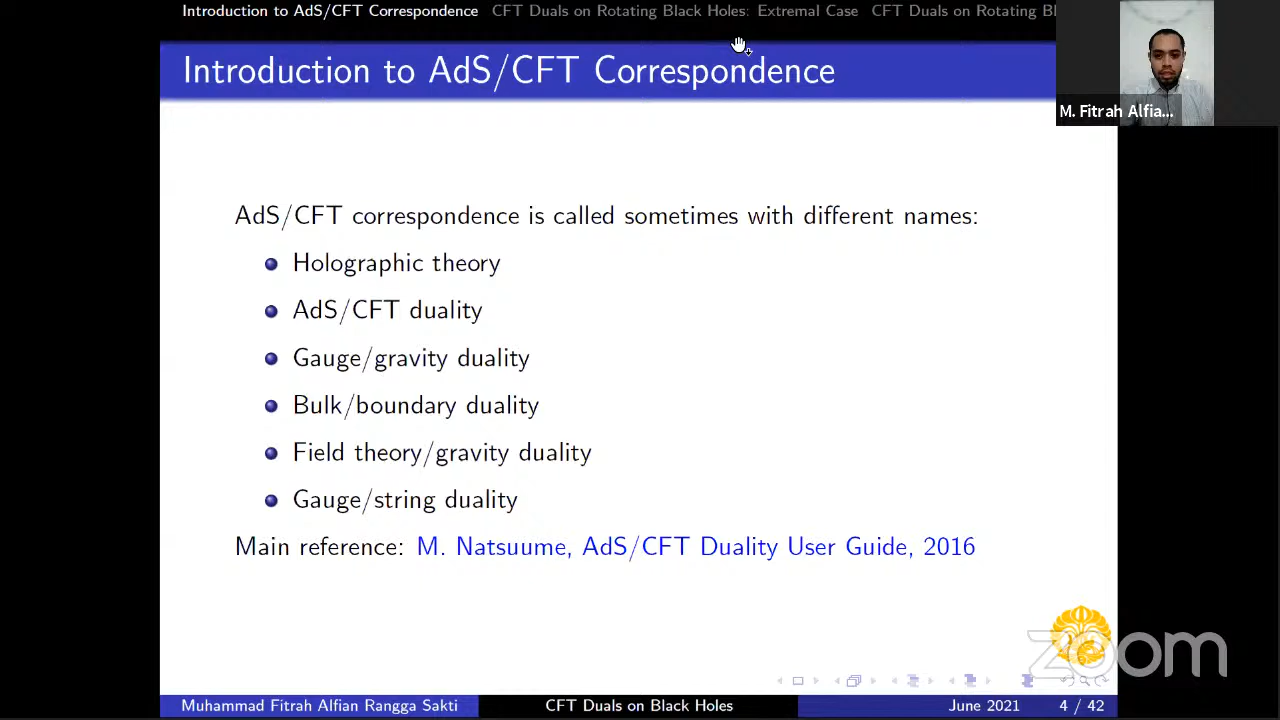 Introduction to AdS/CFT Correspondence CFT Duals on Rotating Black Holes: Extremal Case CFT Duals on Rotating Bl
Introduction to AdS/CFT Correspondence
M. Fitrah Alfia...
AdS/CFT correspondence is called sometimes with different names:
Holographic theory
AdS/CFT duality
Gauge/gravity duality
Bulk/boundary duality
Field theory/gravity duality
Gauge/string duality
Main reference: M. Natsuume, AdS/CFT Duality User Guide, 2016
zoom
Muhammad Fitrah Alfian Rangga Sakti CFT Duals on Black Holes June 2021 4 / 42